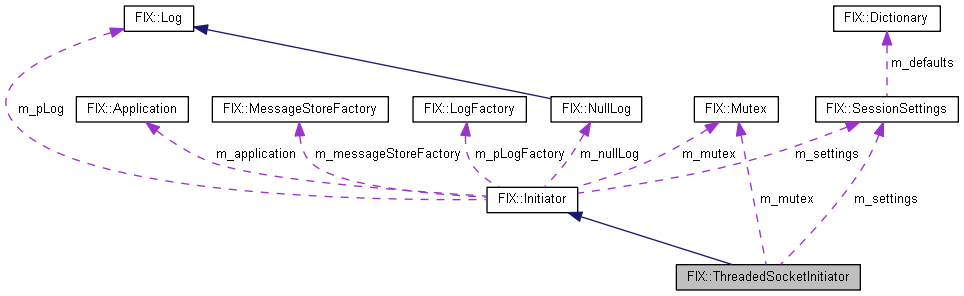 FIX::Log
FIX::Dictionary
m_defaults
m_pLog
FIX::Application
FIX::MessageStoreFactory
FIX::LogFactory
FIX::NullLog
FIX::Mutex
FIX::SessionSettings
m_application
m_messageStoreFactory
m_pLogFactory
m_nullLog
m_mutex
m_settings
FIX::Initiator
m_mutex
m_settings
FIX::ThreadedSocketInitiator